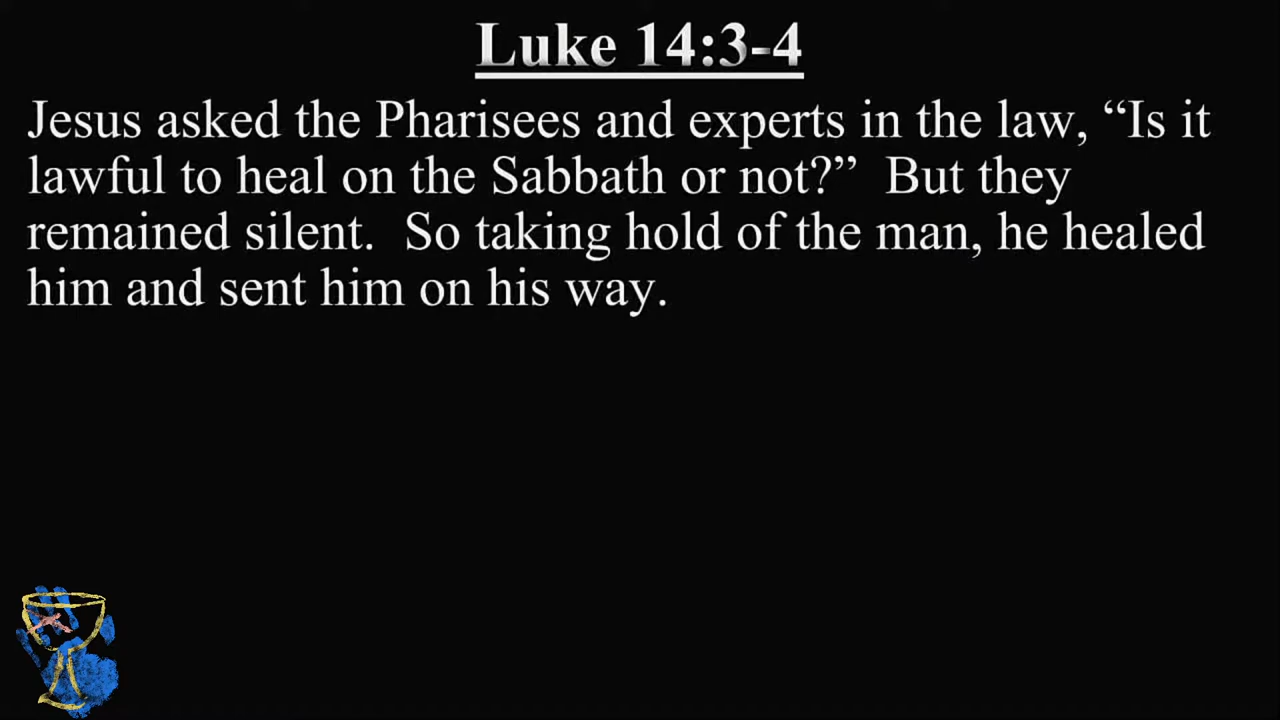 Luke 14:3-4
Jesus asked the Pharisees and experts in the law, “Is it
lawful to heal on the Sabbath or not?”  But they
remained silent.  So taking hold of the man, he healed
him and sent him on his way.